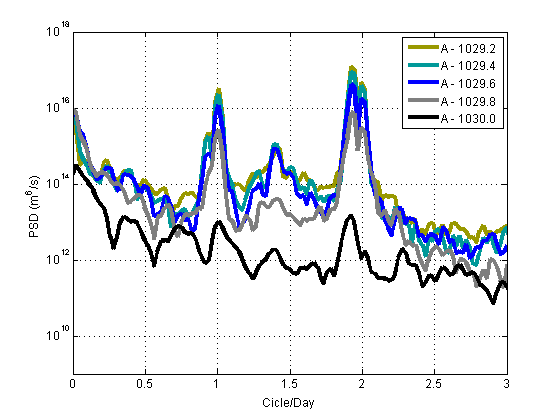 10^18
10^16
10^14
10^12
10^10
PSD (m^6/s)
0
0.5
1
1.5
2
2.5
3
Cicle/Day
A - 1029.2
A - 1029.4
A - 1029.6
A - 1029.8
A - 1030.0